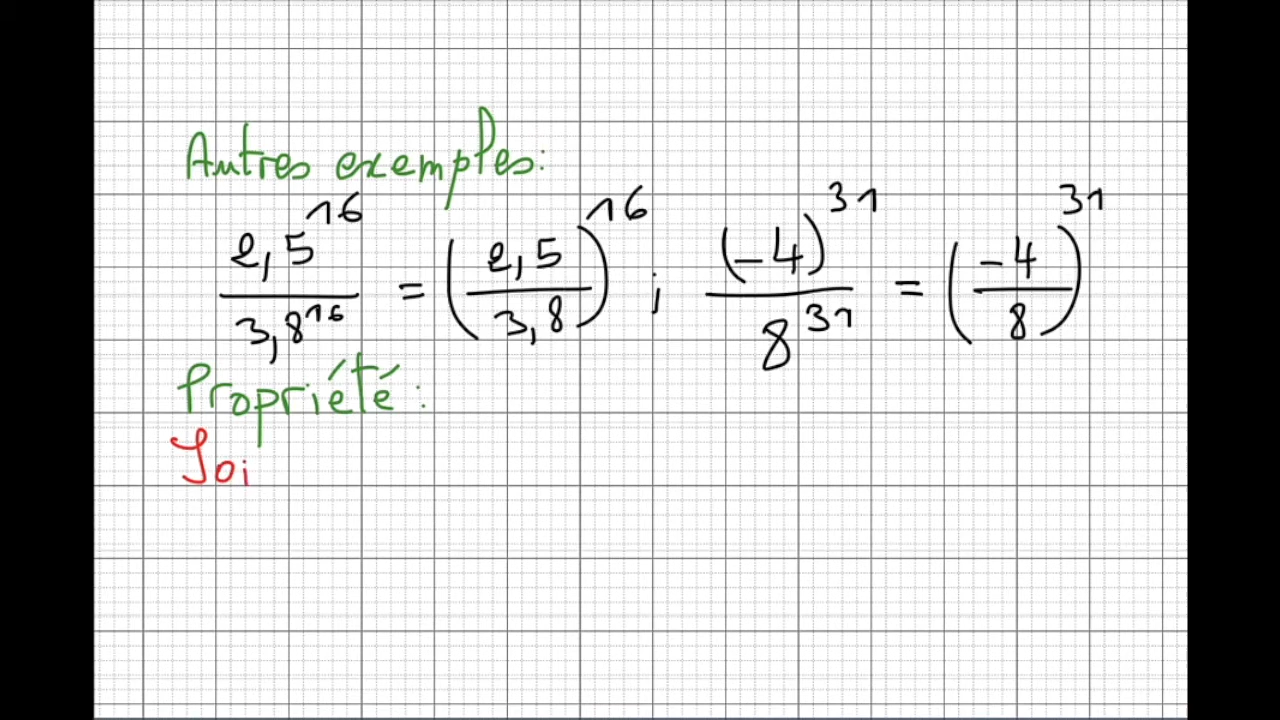 Autres exemples:
2,5^16 / 3,8^16 = (2,5 / 3,8)^16 ; (-4)^31 / 8^31 = (-4 / 8)^31
Propriété :
Soi